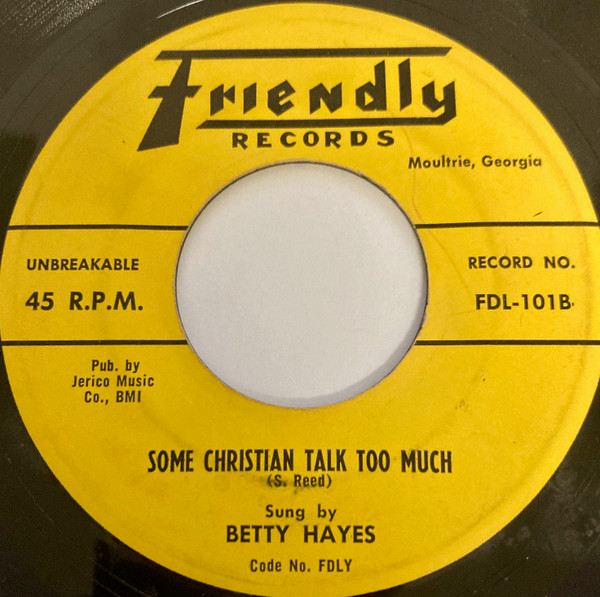 Friendly
RECORDS
Moultrie, Georgia
UNBREAKABLE
45 R.P.M.
RECORD NO.
FDL-101B
Pub. by
Jerico Music
Co., BMI
SOME CHRISTIAN TALK TOO MUCH
(S. Reed)
Sung by
BETTY HAYES
Code No. FDLY